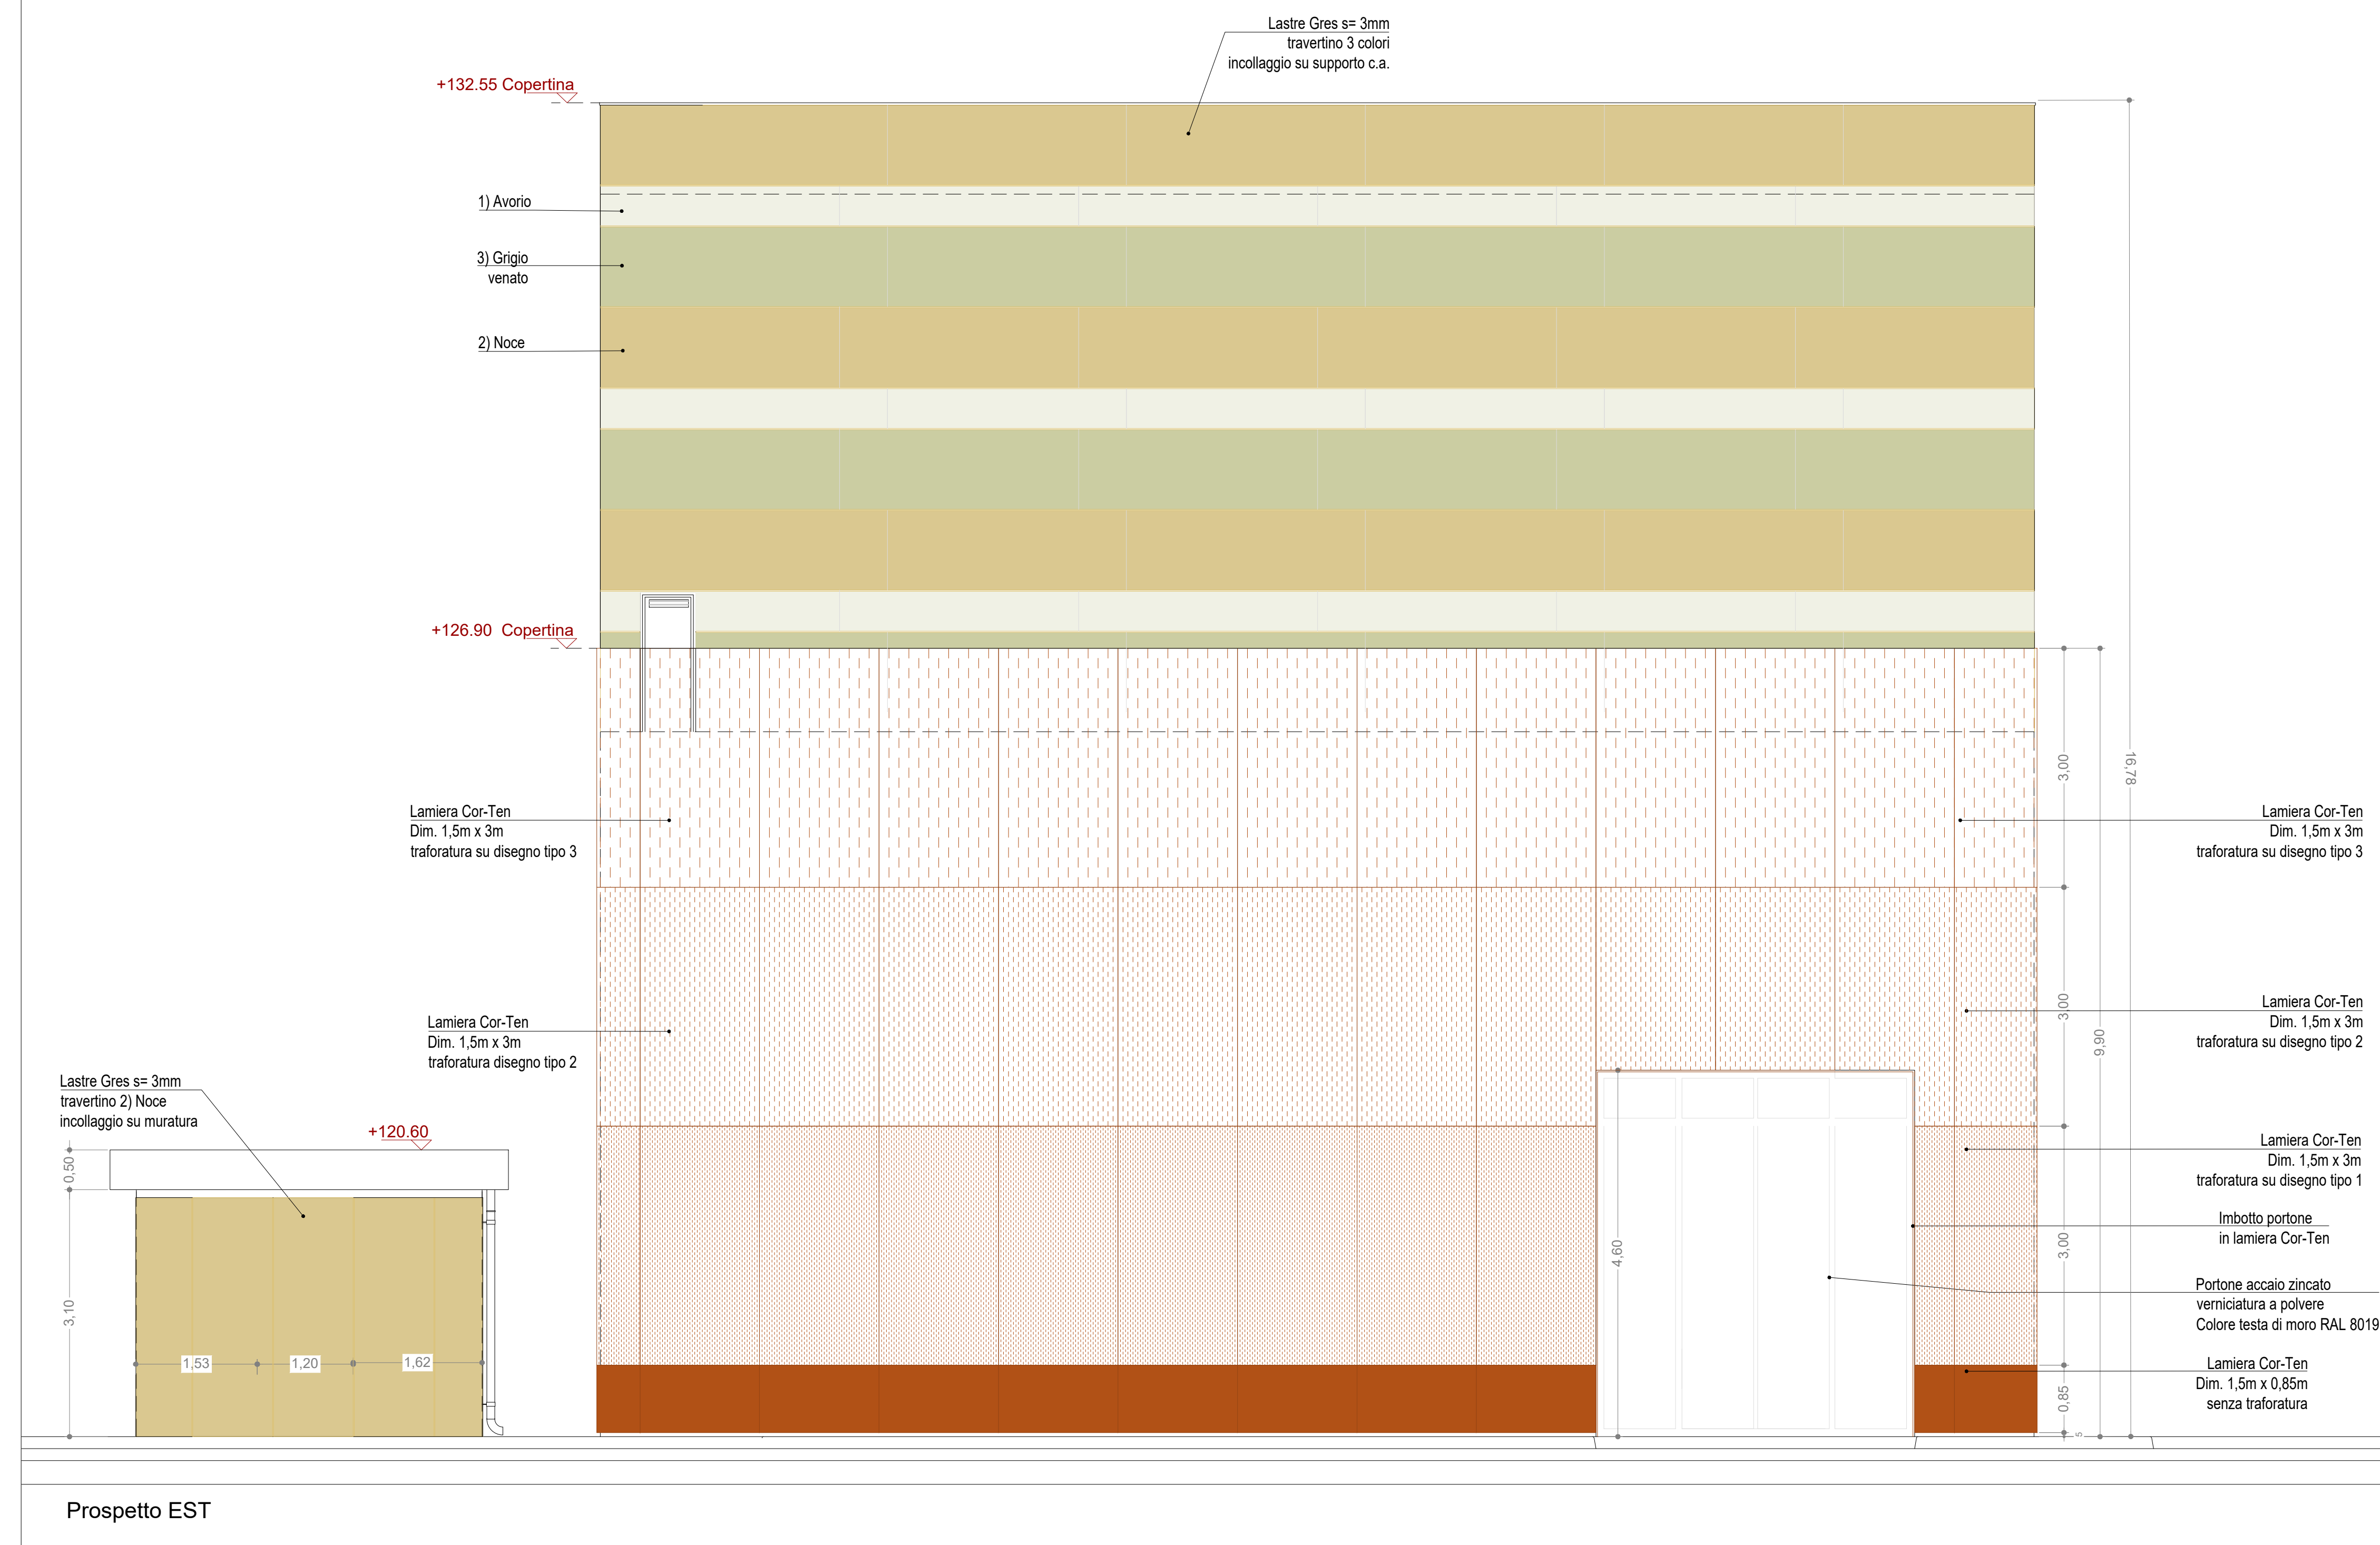 Lastre Gres s= 3mm
travertino 3 colori
incollaggio su supporto c.a.
+132.55 Copertina
1) Avorio
3) Grigio
venato
2) Noce
+126.90 Copertina
3,00
16,78
Lamiera Cor-Ten
Dim. 1,5m x 3m
traforatura su disegno tipo 3
Lamiera Cor-Ten
Dim. 1,5m x 3m
traforatura su disegno tipo 3
Lamiera Cor-Ten
Dim. 1,5m x 3m
traforatura disegno tipo 2
3,00
9,90
Lamiera Cor-Ten
Dim. 1,5m x 3m
traforatura su disegno tipo 2
Lastre Gres s= 3mm
travertino 2) Noce
incollaggio su muratura
+120.60
0,50
3,10
1,53
1,20
1,62
4,60
Lamiera Cor-Ten
Dim. 1,5m x 3m
traforatura su disegno tipo 1
3,00
Imbotto portone
in lamiera Cor-Ten
Portone accaio zincato
verniciatura a polvere
Colore testa di moro RAL 8019
0,85
Lamiera Cor-Ten
Dim. 1,5m x 0,85m
senza traforatura
5
Prospetto EST